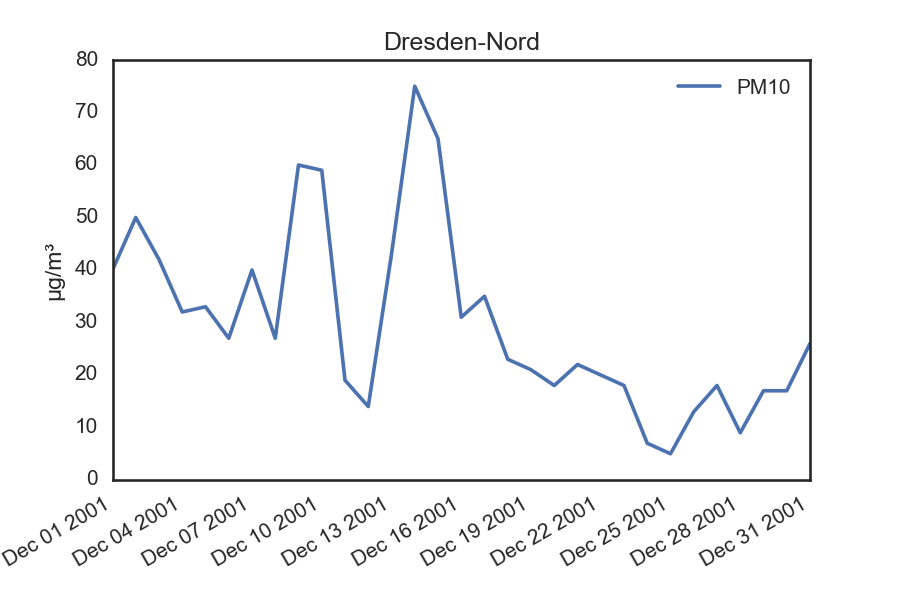 Dresden-Nord
PM10
µg/m³
80
70
60
50
40
30
20
10
0
Dec 01 2001
Dec 04 2001
Dec 07 2001
Dec 10 2001
Dec 13 2001
Dec 16 2001
Dec 19 2001
Dec 22 2001
Dec 25 2001
Dec 28 2001
Dec 31 2001